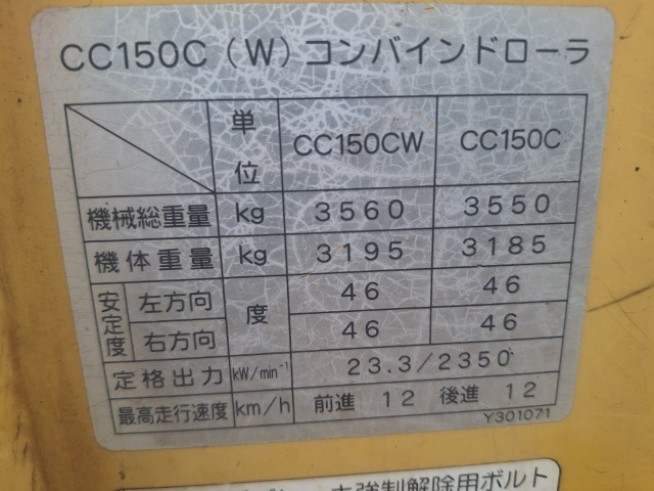 CC150C (W) コンバインドローラ
単位 CC150CW CC150C
機械総重量 kg 3560 3550
機体重量 kg 3195 3185
安定度 左方向 度 46 46
右方向 46 46
定格出力 kW/min⁻¹ 23.3/2350
最高走行速度 km/h 前進 12 後進 12
Y301071
強制解除用ボルト